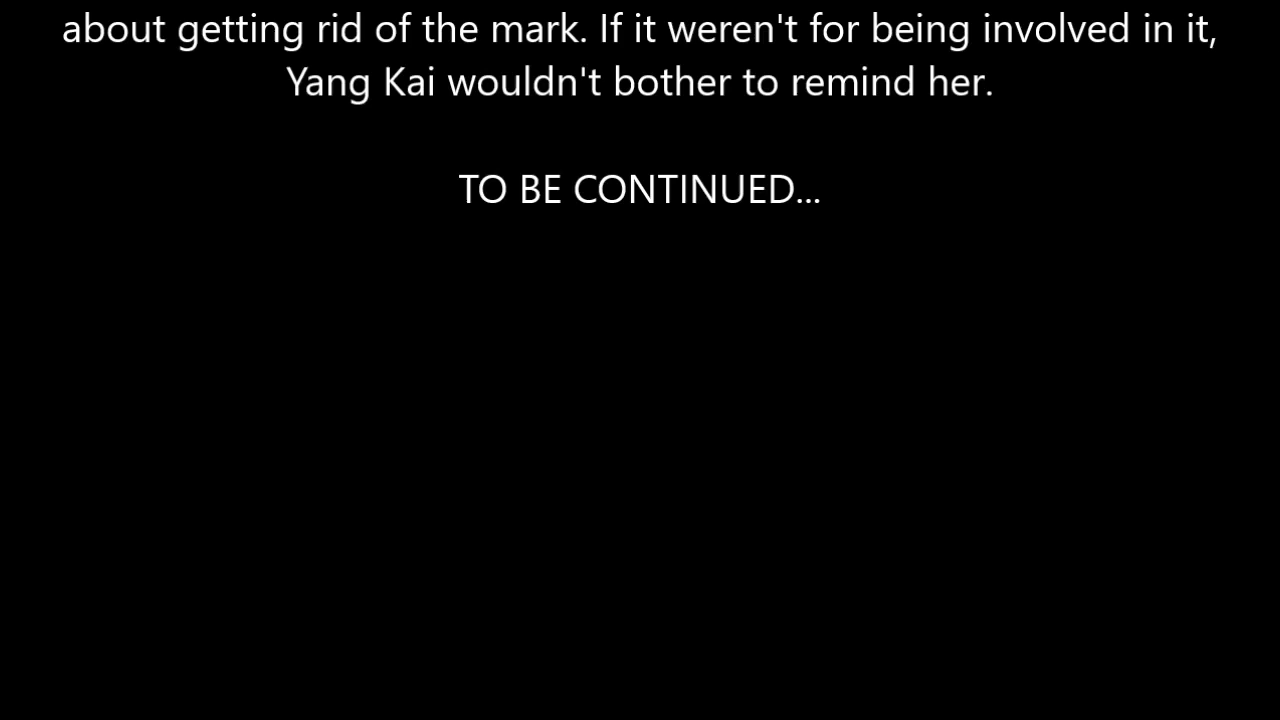 about getting rid of the mark. If it weren't for being involved in it,
Yang Kai wouldn't bother to remind her.
TO BE CONTINUED...